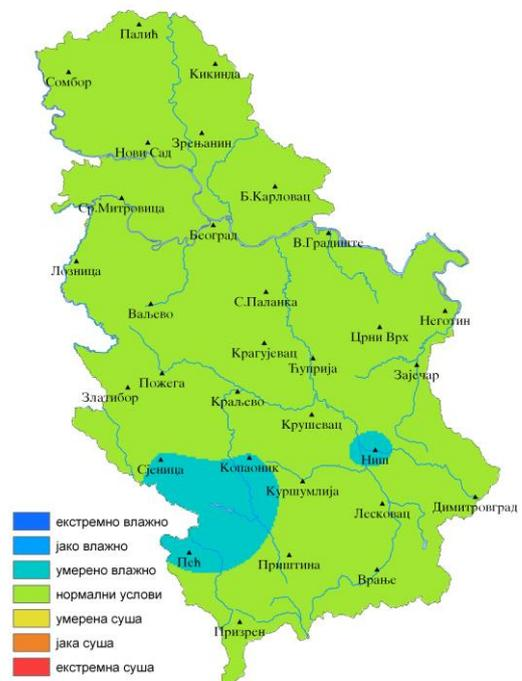 Палић
Кикинда
Сомбор
Зрењанин
Нови Сад
Б.Карловац
Ср.Митровица
Београд
В.Градиште
Лозница
С.Паланка
Ваљево
Неготин
Црни Врх
Крагујевац
Ћуприја
Зајечар
Пожега
Златибор
Краљево
Крушевац
Ниш
Сјеница
Копаоник
Куршумлија
Димитровград
Лесковац
Пећ
Приштина
Врање
Призрен
екстремно влажно
јако влажно
умерено влажно
нормални услови
умерена суша
јака суша
екстремна суша